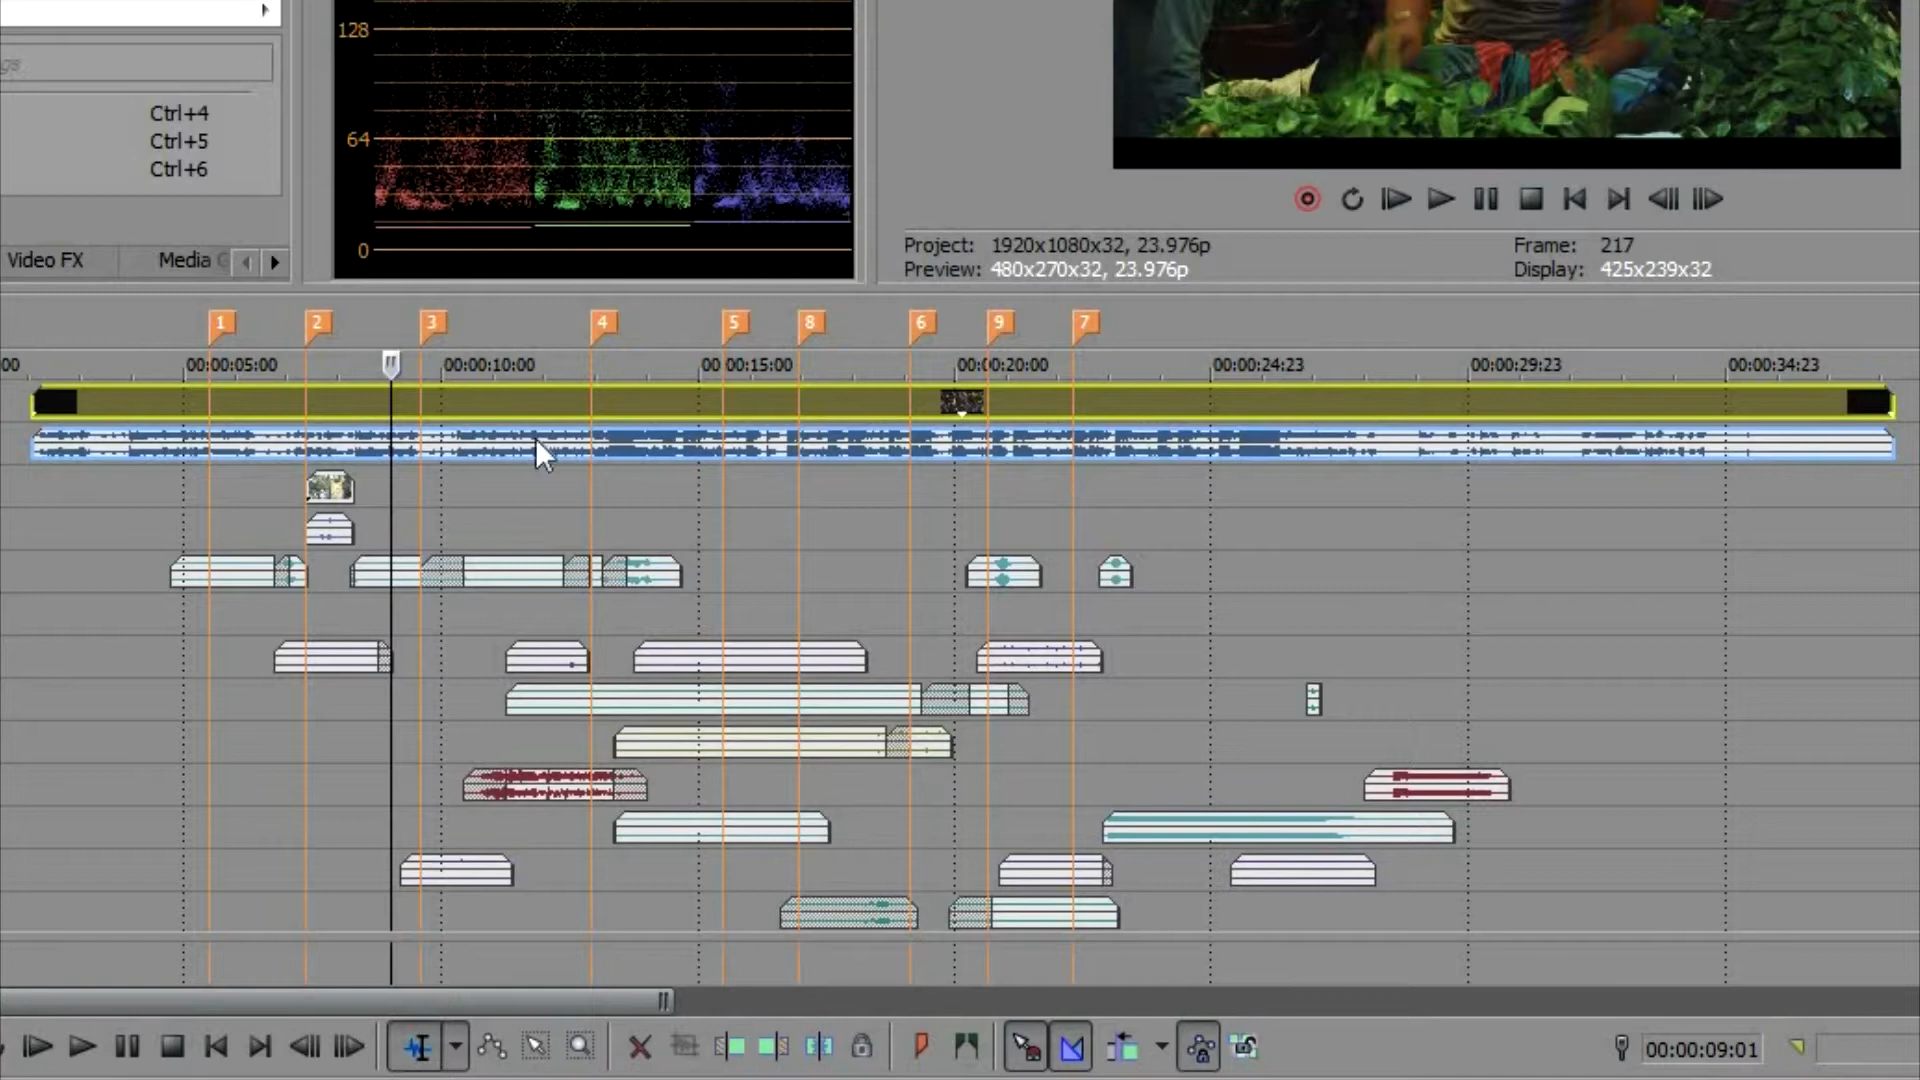 128
gs
Ctrl+4
Ctrl+5
64
Ctrl+6
Project: 1920x1080x32, 23.976p
Frame: 217
0
Video FX
Media G
Preview: 480x270x32, 23.976p
Display: 425x239x32
1 2 3 4 5 8 6 9 7
00 00:00:05:00 00:00:10:00 00:00:15:00 00:00:20:00 00:00:24:23 00:00:29:23 00:00:34:23
00:00:09:01